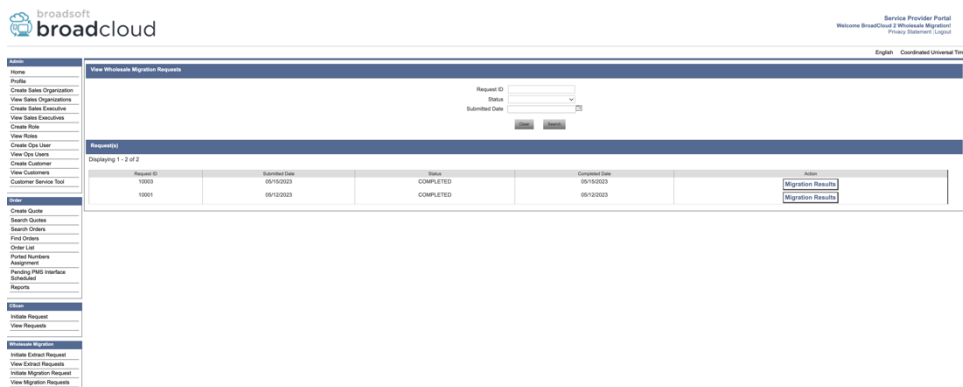 broadsoft
broadcloud
Service Provider Portal
Welcome BroadCloud 2 Wholesale Migration!
Privacy Statement | Logout
English Coordinated Universal Tim
Admin
Home
Profile
Create Sales Organization
View Sales Organizations
Create Sales Executive
View Sales Executives
Create Role
View Roles
Create Ops User
View Ops Users
Create Customer
View Customers
Customer Service Tool
Order
Create Quote
Search Quotes
Search Orders
Find Orders
Order List
Ported Numbers
Assignment
Pending PMS Interface
Scheduled
Reports
CScan
Initiate Request
View Requests
Wholesale Migration
Initiate Extract Request
View Extract Requests
Initiate Migration Request
View Migration Requests
View Wholesale Migration Requests
Request ID
Status
Submitted Date
Clear Search
Request(s)
Displaying 1 - 2 of 2
Request ID Submitted Date Status Completed Date Action
10003 05/15/2023 COMPLETED 05/15/2023 Migration Results
10001 05/12/2023 COMPLETED 05/12/2023 Migration Results